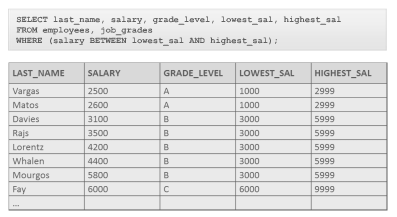 SELECT last_name, salary, grade_level, lowest_sal, highest_sal
FROM employees, job_grades
WHERE (salary BETWEEN lowest_sal AND highest_sal);
LAST_NAME SALARY GRADE_LEVEL LOWEST_SAL HIGHEST_SAL
Vargas 2500 A 1000 2999
Matos 2600 A 1000 2999
Davies 3100 B 3000 5999
Rajs 3500 B 3000 5999
Lorentz 4200 B 3000 5999
Whalen 4400 B 3000 5999
Mourgos 5800 B 3000 5999
Fay 6000 C 6000 9999
...